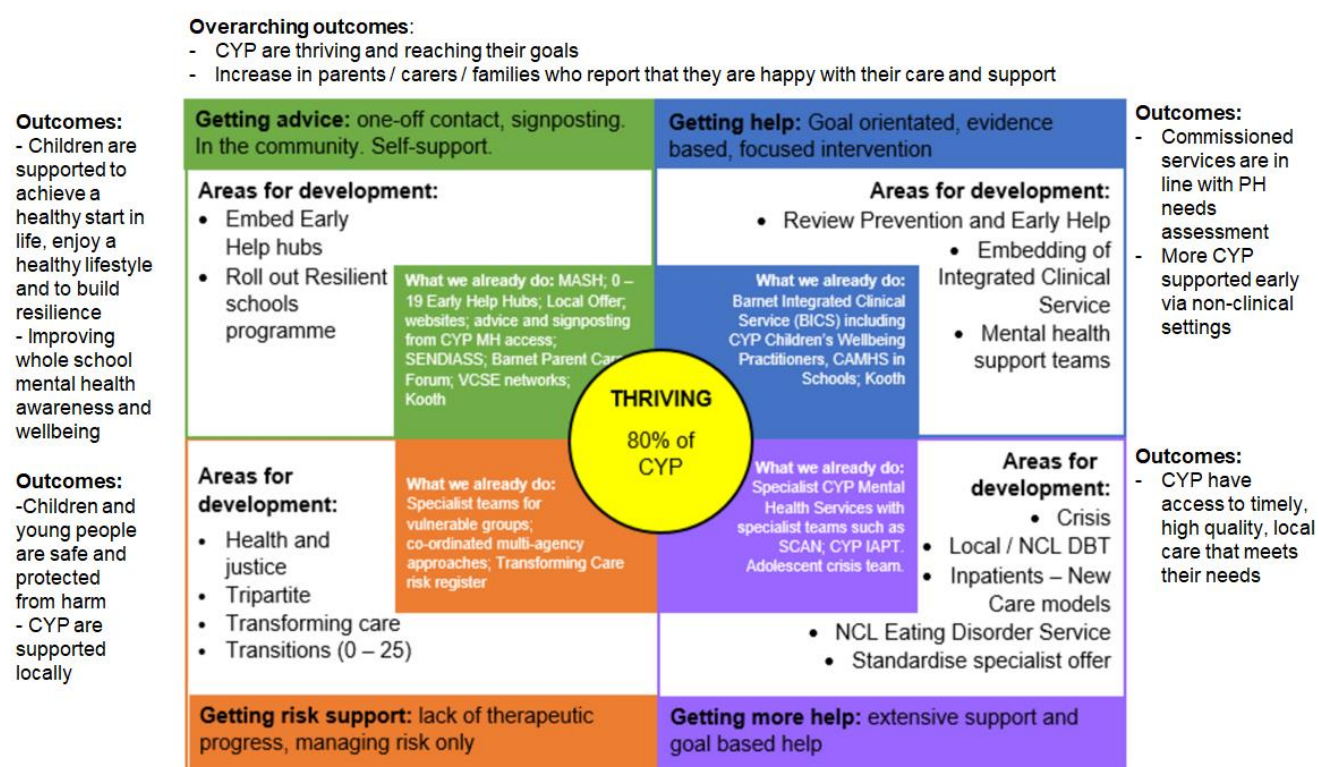 Overarching outcomes:
- CYP are thriving and reaching their goals
- Increase in parents / carers / families who report that they are happy with their care and support
Outcomes:
- Children are
supported to
achieve a
healthy start in
life, enjoy a
healthy lifestyle
and to build
resilience
- Improving
whole school
mental health
awareness and
wellbeing
Getting advice: one-off contact, signposting.
In the community. Self-support.
Areas for development:
• Embed Early
Help hubs
• Roll out Resilient
schools
programme
What we already do: MASH; 0 –
19 Early Help Hubs; Local Offer;
websites; advice and signposting
from CYP MH access;
SENDIASS; Barnet Parent Carer
Forum; VCSE networks;
Kooth
Getting help: Goal orientated, evidence
based, focused intervention
Areas for development:
• Review Prevention and Early Help
• Embedding of
Integrated Clinical
Service
• Mental health
support teams
What we already do:
Barnet Integrated Clinical
Service (BICS) including
CYP Children's Wellbeing
Practitioners, CAMHS in
Schools; Kooth
Outcomes:
- Commissioned
services are in
line with PH
needs
assessment
- More CYP
supported early
via non-clinical
settings
THRIVING
80% of
CYP
Outcomes:
-Children and
young people
are safe and
protected
from harm
- CYP are
supported
locally
Areas for
development:
• Health and
justice
• Tripartite
• Transforming care
• Transitions (0 – 25)
What we already do:
Specialist teams for
vulnerable groups;
co-ordinated multi-agency
approaches; Transforming Care
risk register
Getting risk support: lack of therapeutic
progress, managing risk only
What we already do:
Specialist CYP Mental
Health Services with
specialist teams such as
SCAN; CYP IAPT.
Adolescent crisis team.
Areas for
development:
• Crisis
• Local / NCL DBT
• Inpatients – New
Care models
• NCL Eating Disorder Service
• Standardise specialist offer
Getting more help: extensive support and
goal based help
Outcomes:
- CYP have
access to timely,
high quality, local
care that meets
their needs